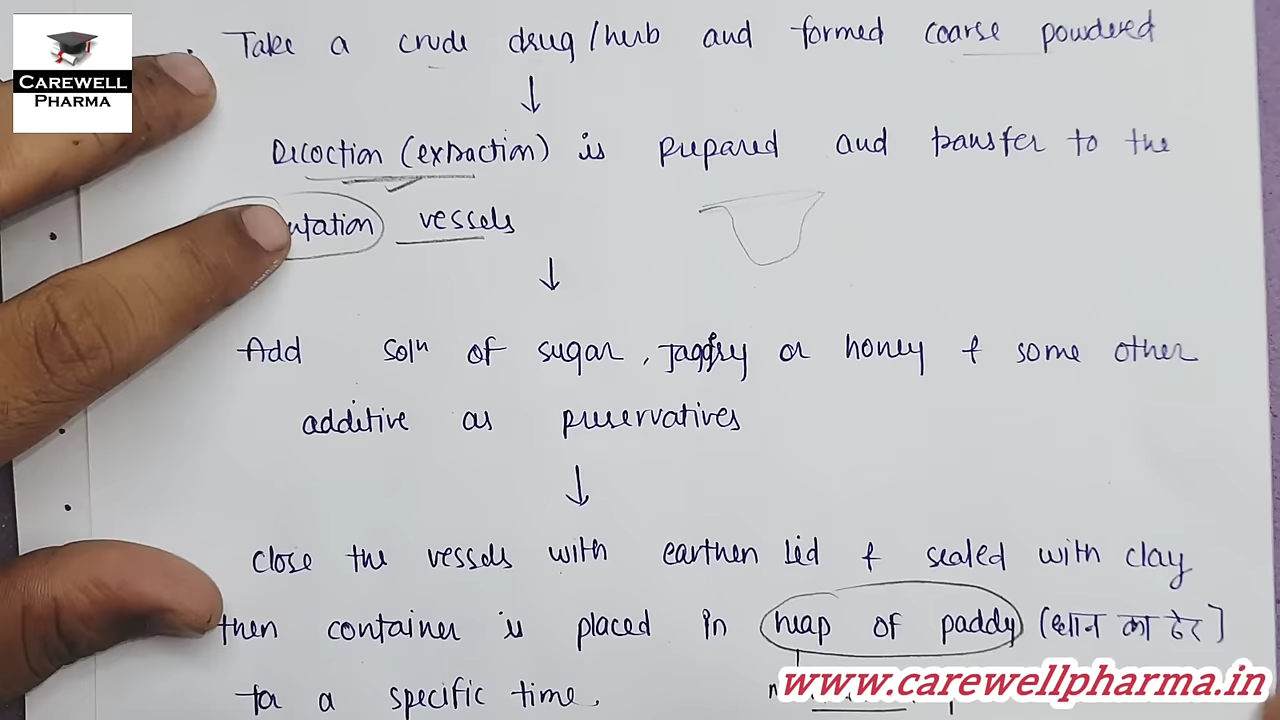 CAREWELL
PHARMA
Take a crude drug/herb and formed coarse powdered
↓
Decoction (extraction) is prepared and transfer to the
vessels
↓
Add Solⁿ of sugar, Jaggery or honey & some other
additive as preservatives
↓
Close the vessels with earthen lid & sealed with clay
then container is placed in heap of paddy (धान का ढेर)
for a specific time.
www.carewellpharma.in